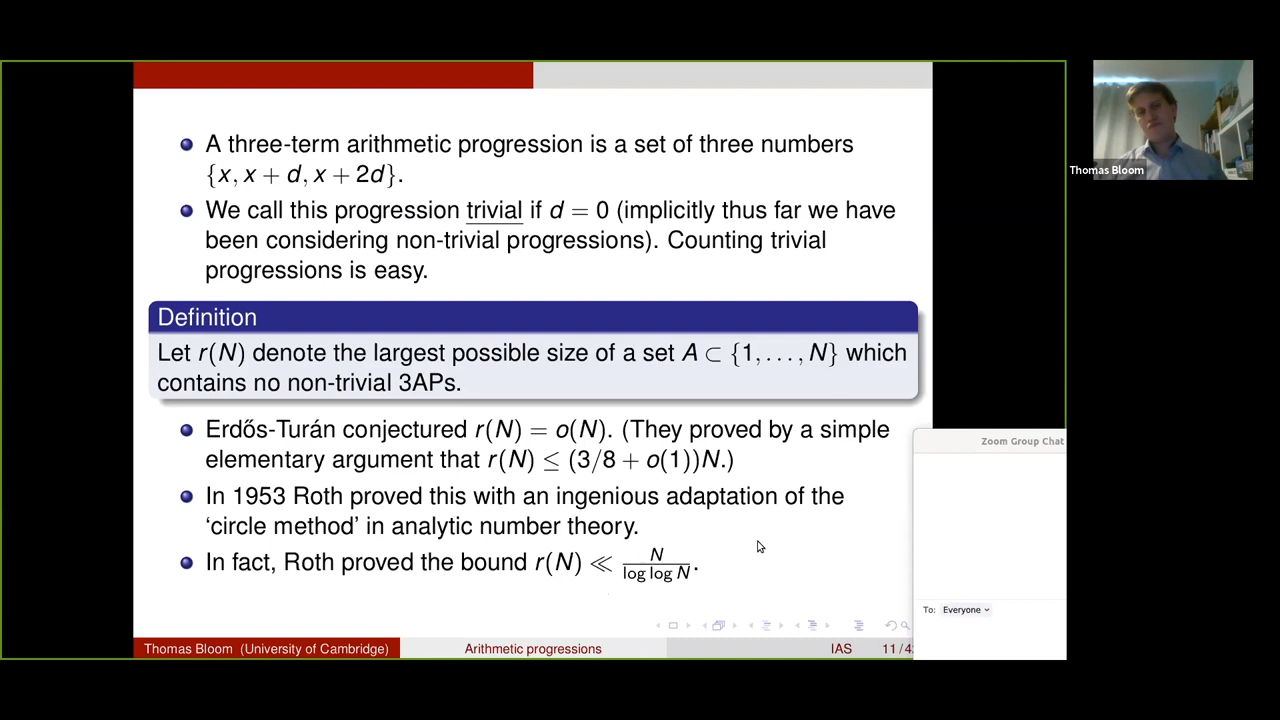 A three-term arithmetic progression is a set of three numbers
{x, x + d, x + 2d}.
We call this progression trivial if d = 0 (implicitly thus far we have
been considering non-trivial progressions). Counting trivial
progressions is easy.
Definition
Let r(N) denote the largest possible size of a set A ⊂ {1, . . . , N} which
contains no non-trivial 3APs.
Erdős-Turán conjectured r(N) = o(N). (They proved by a simple
elementary argument that r(N) ≤ (3/8 + o(1))N.)
In 1953 Roth proved this with an ingenious adaptation of the
‘circle method’ in analytic number theory.
In fact, Roth proved the bound r(N) ≪ N / log log N.
Thomas Bloom (University of Cambridge)
Arithmetic progressions
IAS
11 / 4
Thomas Bloom
Zoom Group Chat
To: Everyone